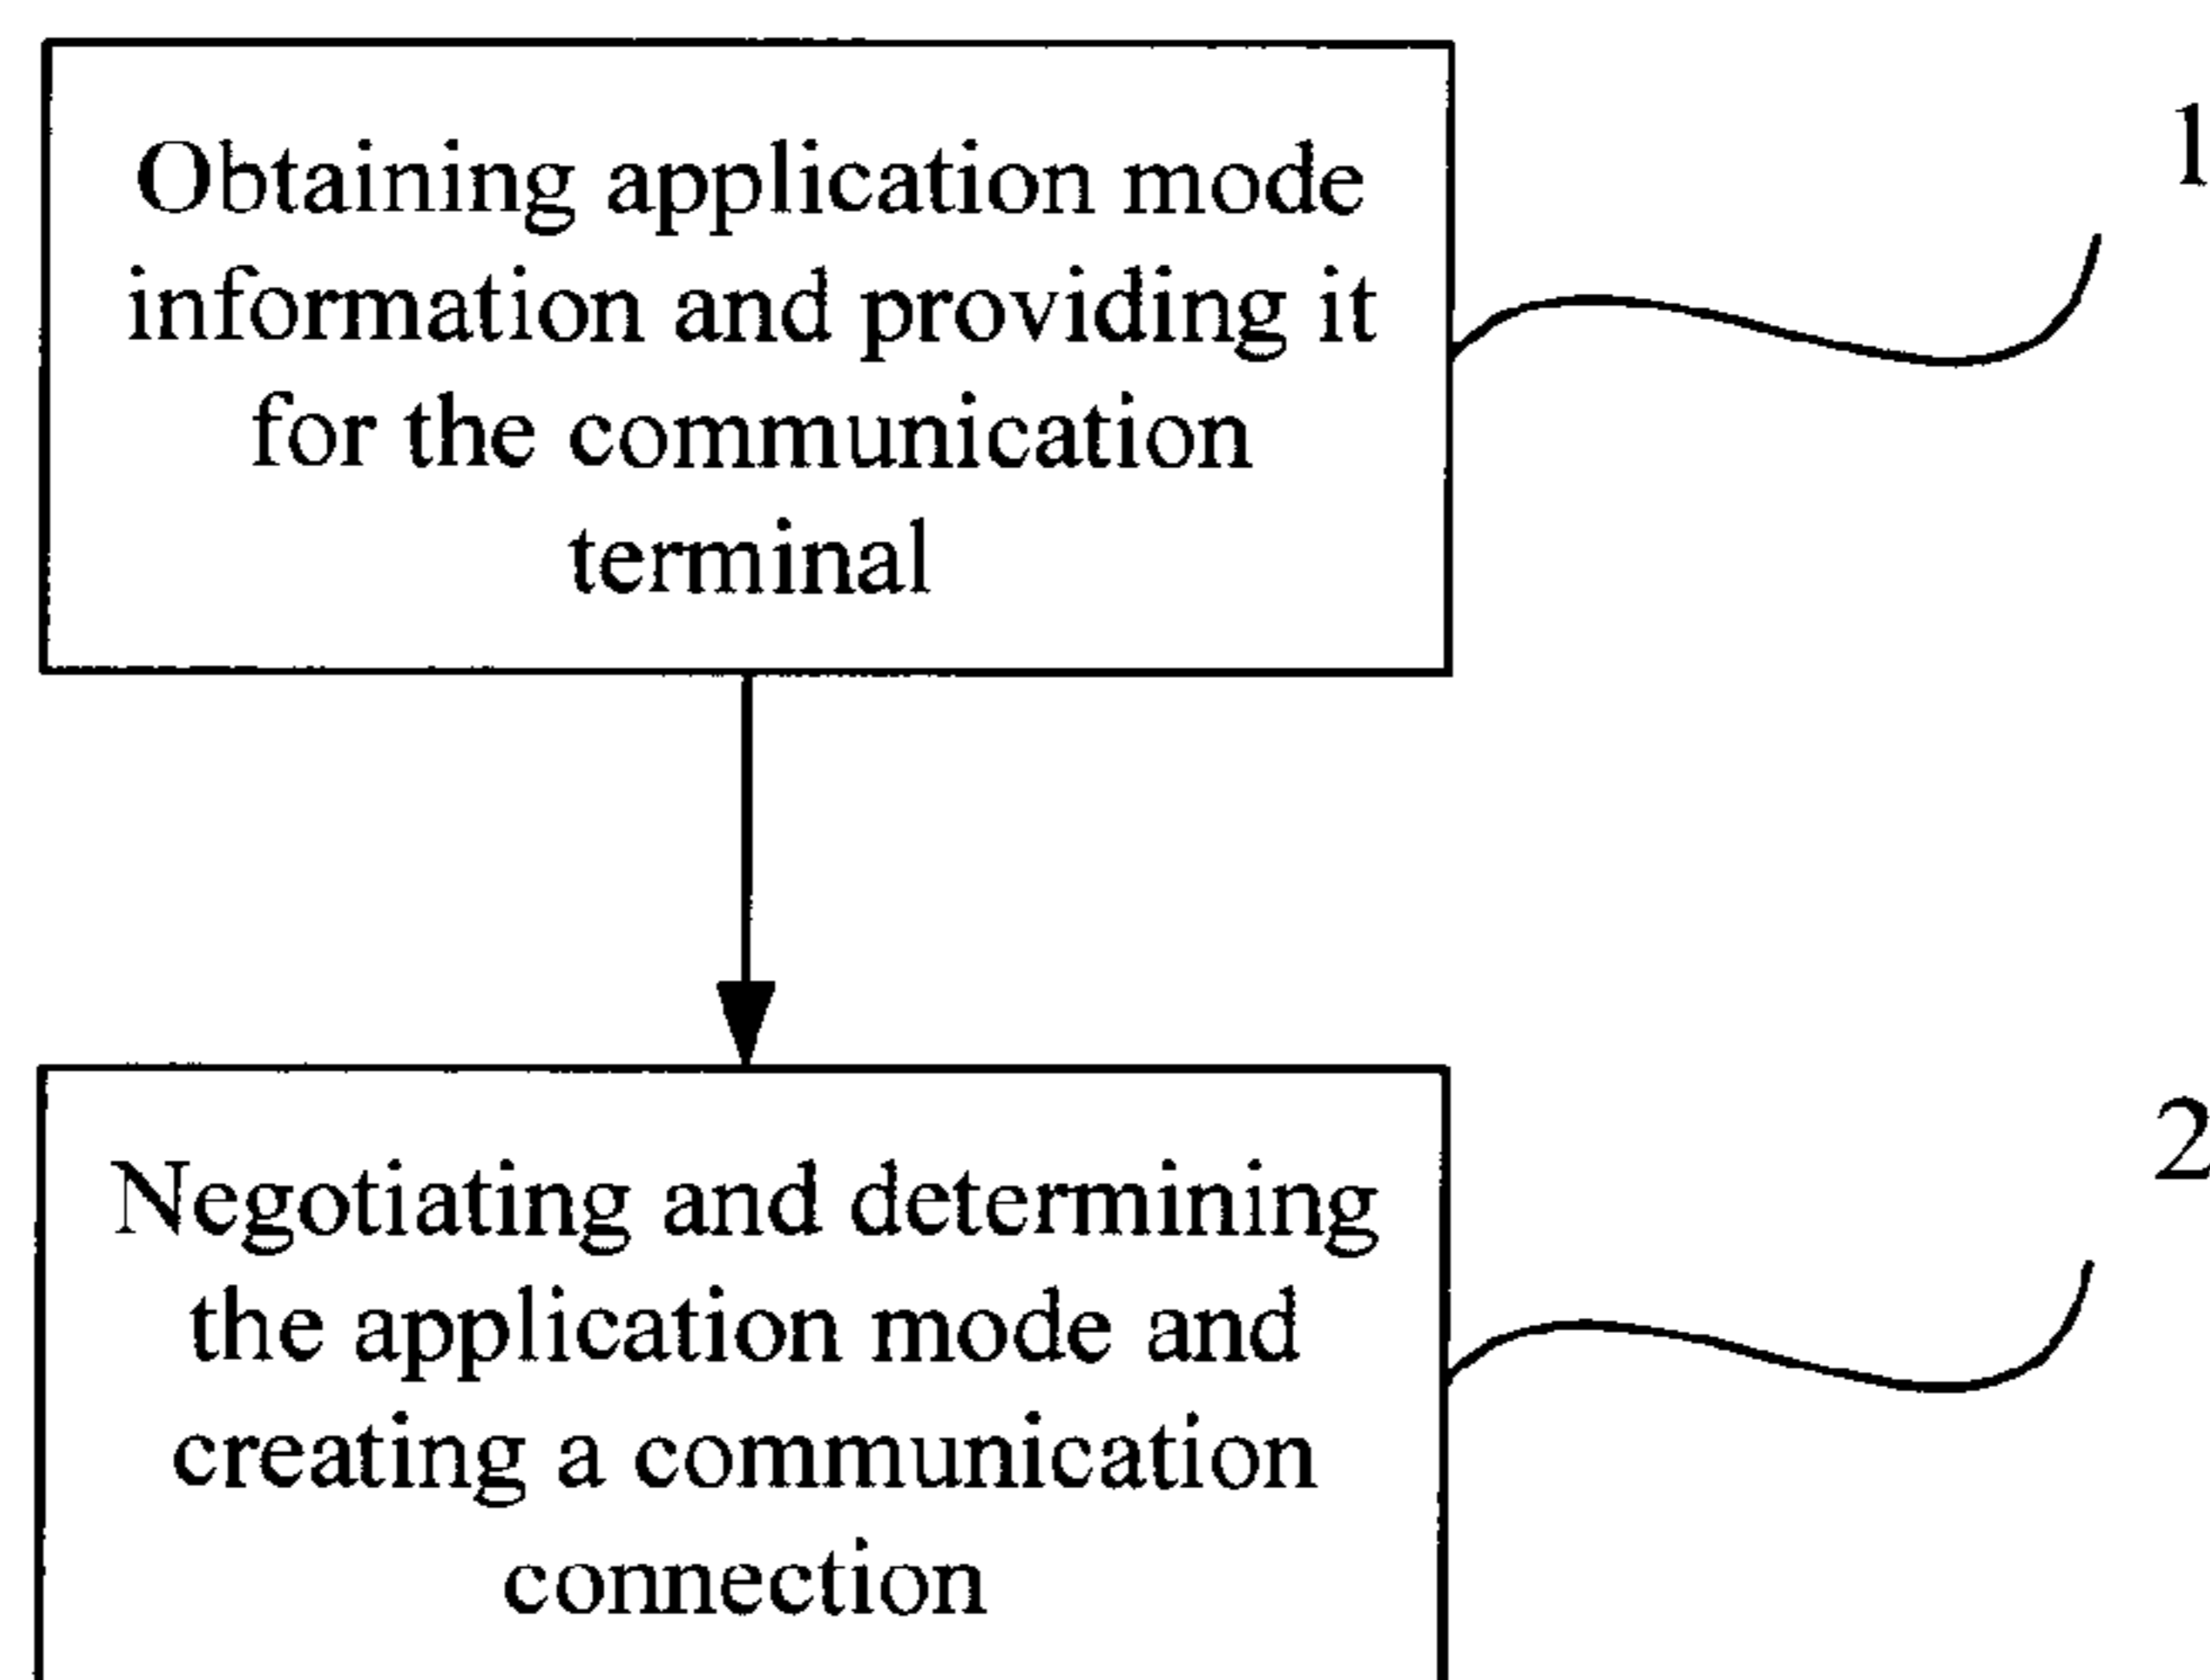 Obtaining application mode
information and providing it
for the communication
terminal
1
Negotiating and determining
the application mode and
creating a communication
connection
2